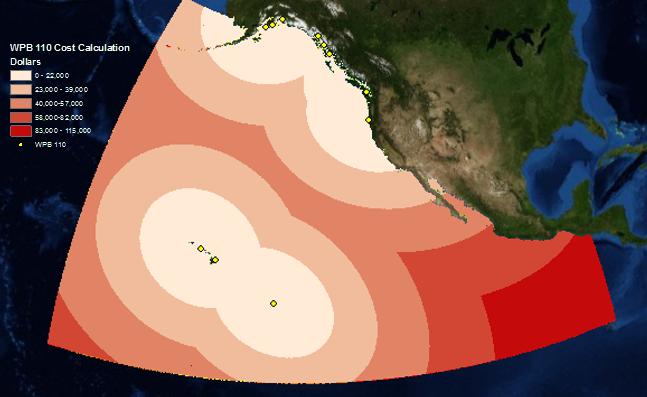 WPB 110 Cost Calculation
Dollars
0 - 22,000
23,000 - 39,000
40,000-57,000
58,000-82,000
83,000 - 115,000
WPB 110